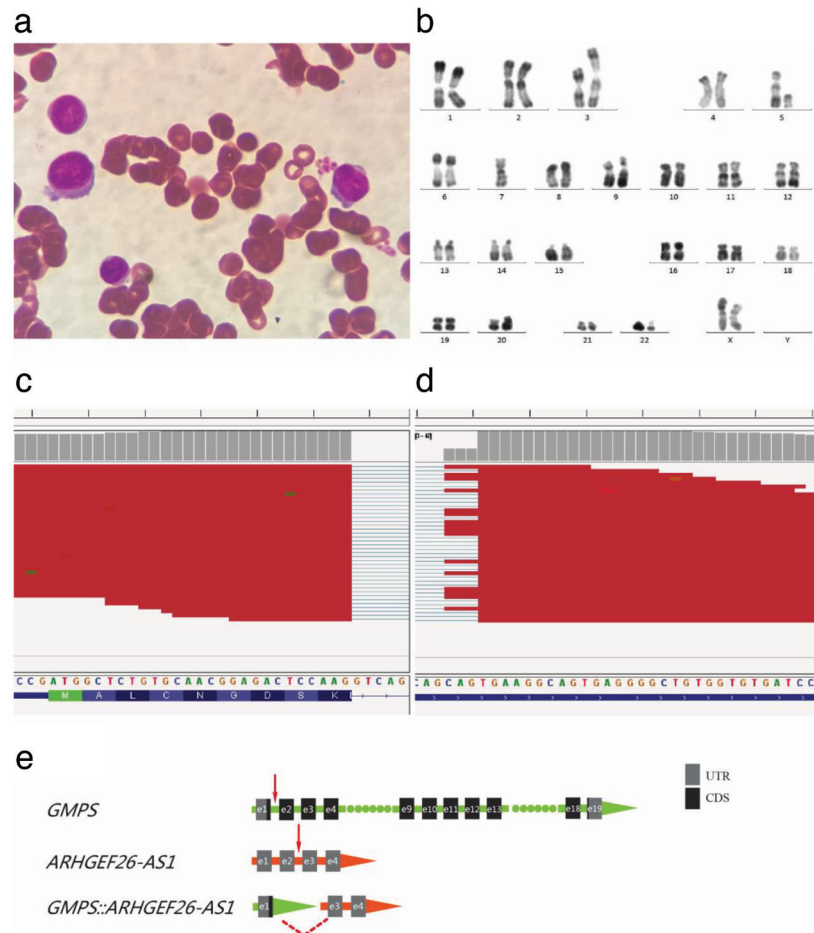 a
b
1 2 3 4 5
6 7 8 9 10 11 12
13 14 15 16 17 18
19 20 21 22 X Y
c
d
C C G A T G G C T C T G T G C A A C G G A G A C T C C A A G G T C A G
M A L C N G D S K
C A G C A G T G A A G G C A G T G A G G G G C T G T G G T G T G A T C C
e
UTR
CDS
GMPS e1 e2 e3 e4 e9 e10 e11 e12 e13 e18 e19
ARHGEF26-AS1 e1 e2 e3 e4
GMPS::ARHGEF26-AS1 e1 e3 e4